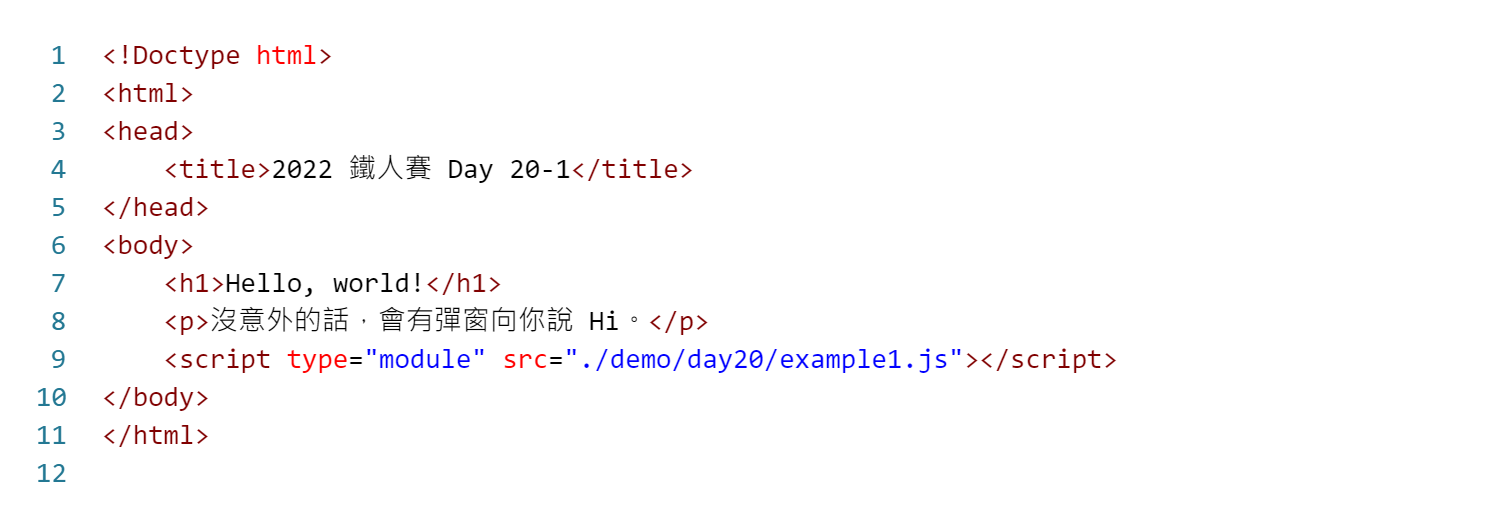 1 <!Doctype html>
2 <html>
3 <head>
4     <title>2022 鐵人賽 Day 20-1</title>
5 </head>
6 <body>
7     <h1>Hello, world!</h1>
8     <p>沒意外的話，會有彈窗向你說 Hi。</p>
9     <script type="module" src="./demo/day20/example1.js"></script>
10 </body>
11 </html>
12